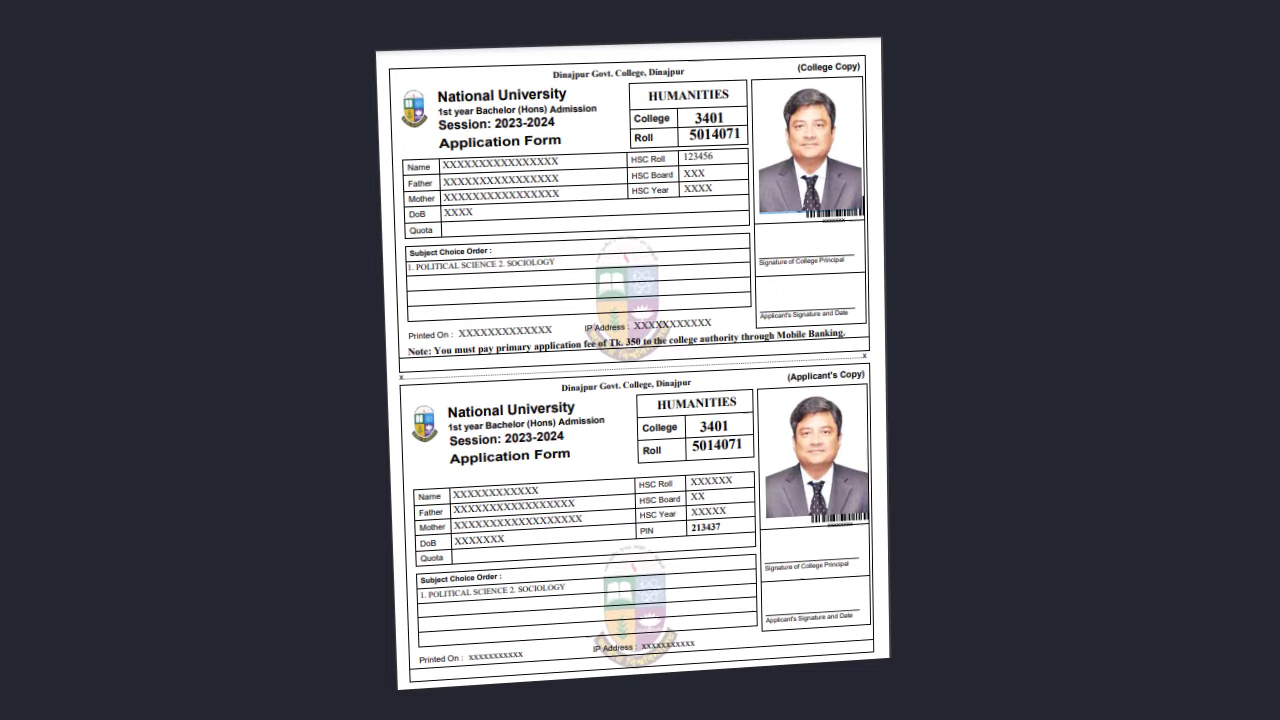 Dinajpur Govt. College, Dinajpur
(College Copy)
National University
1st year Bachelor (Hons) Admission
Session: 2023-2024
Application Form
HUMANITIES
College 3401
Roll 5014071
Name XXXXXXXXXXXXXXXX
HSC Roll 123456
Father XXXXXXXXXXXXXXXX
HSC Board XXX
Mother XXXXXXXXXXXXXXXX
HSC Year XXXX
DoB XXXX
Quota
Subject Choice Order :
1. POLITICAL SCIENCE 2. SOCIOLOGY
Signature of College Principal
Applicant's Signature and Date
Printed On : XXXXXXXXXXXXX
IP Address : XXXXXXXXXXX
Note: You must pay primary application fee of Tk. 350 to the college authority through Mobile Banking.
x x
Dinajpur Govt. College, Dinajpur
(Applicant's Copy)
National University
1st year Bachelor (Hons) Admission
Session: 2023-2024
Application Form
HUMANITIES
College 3401
Roll 5014071
Name XXXXXXXXXXXX
HSC Roll XXXXXX
Father XXXXXXXXXXXXXXXXX
HSC Board XX
Mother XXXXXXXXXXXXXXXXXX
HSC Year XXXXX
DoB XXXXXXX
PIN 213437
Quota
Subject Choice Order :
1. POLITICAL SCIENCE 2. SOCIOLOGY
Signature of College Principal
Applicant's Signature and Date
Printed On : xxxxxxxxxxx
IP Address : xxxxxxxxxxx